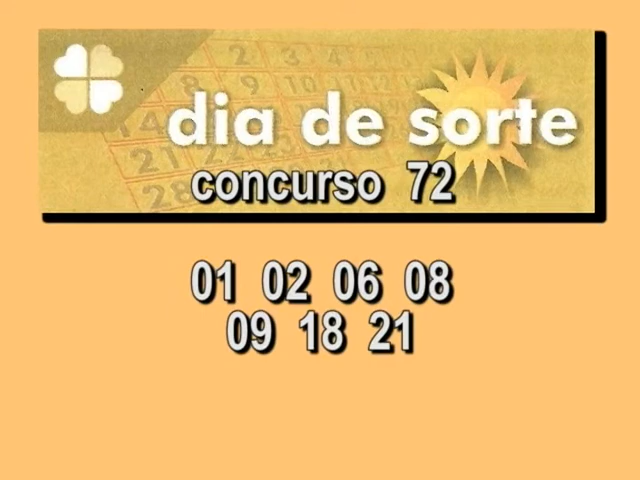 dia de sorte
concurso 72
01 02 06 08
09 18 21